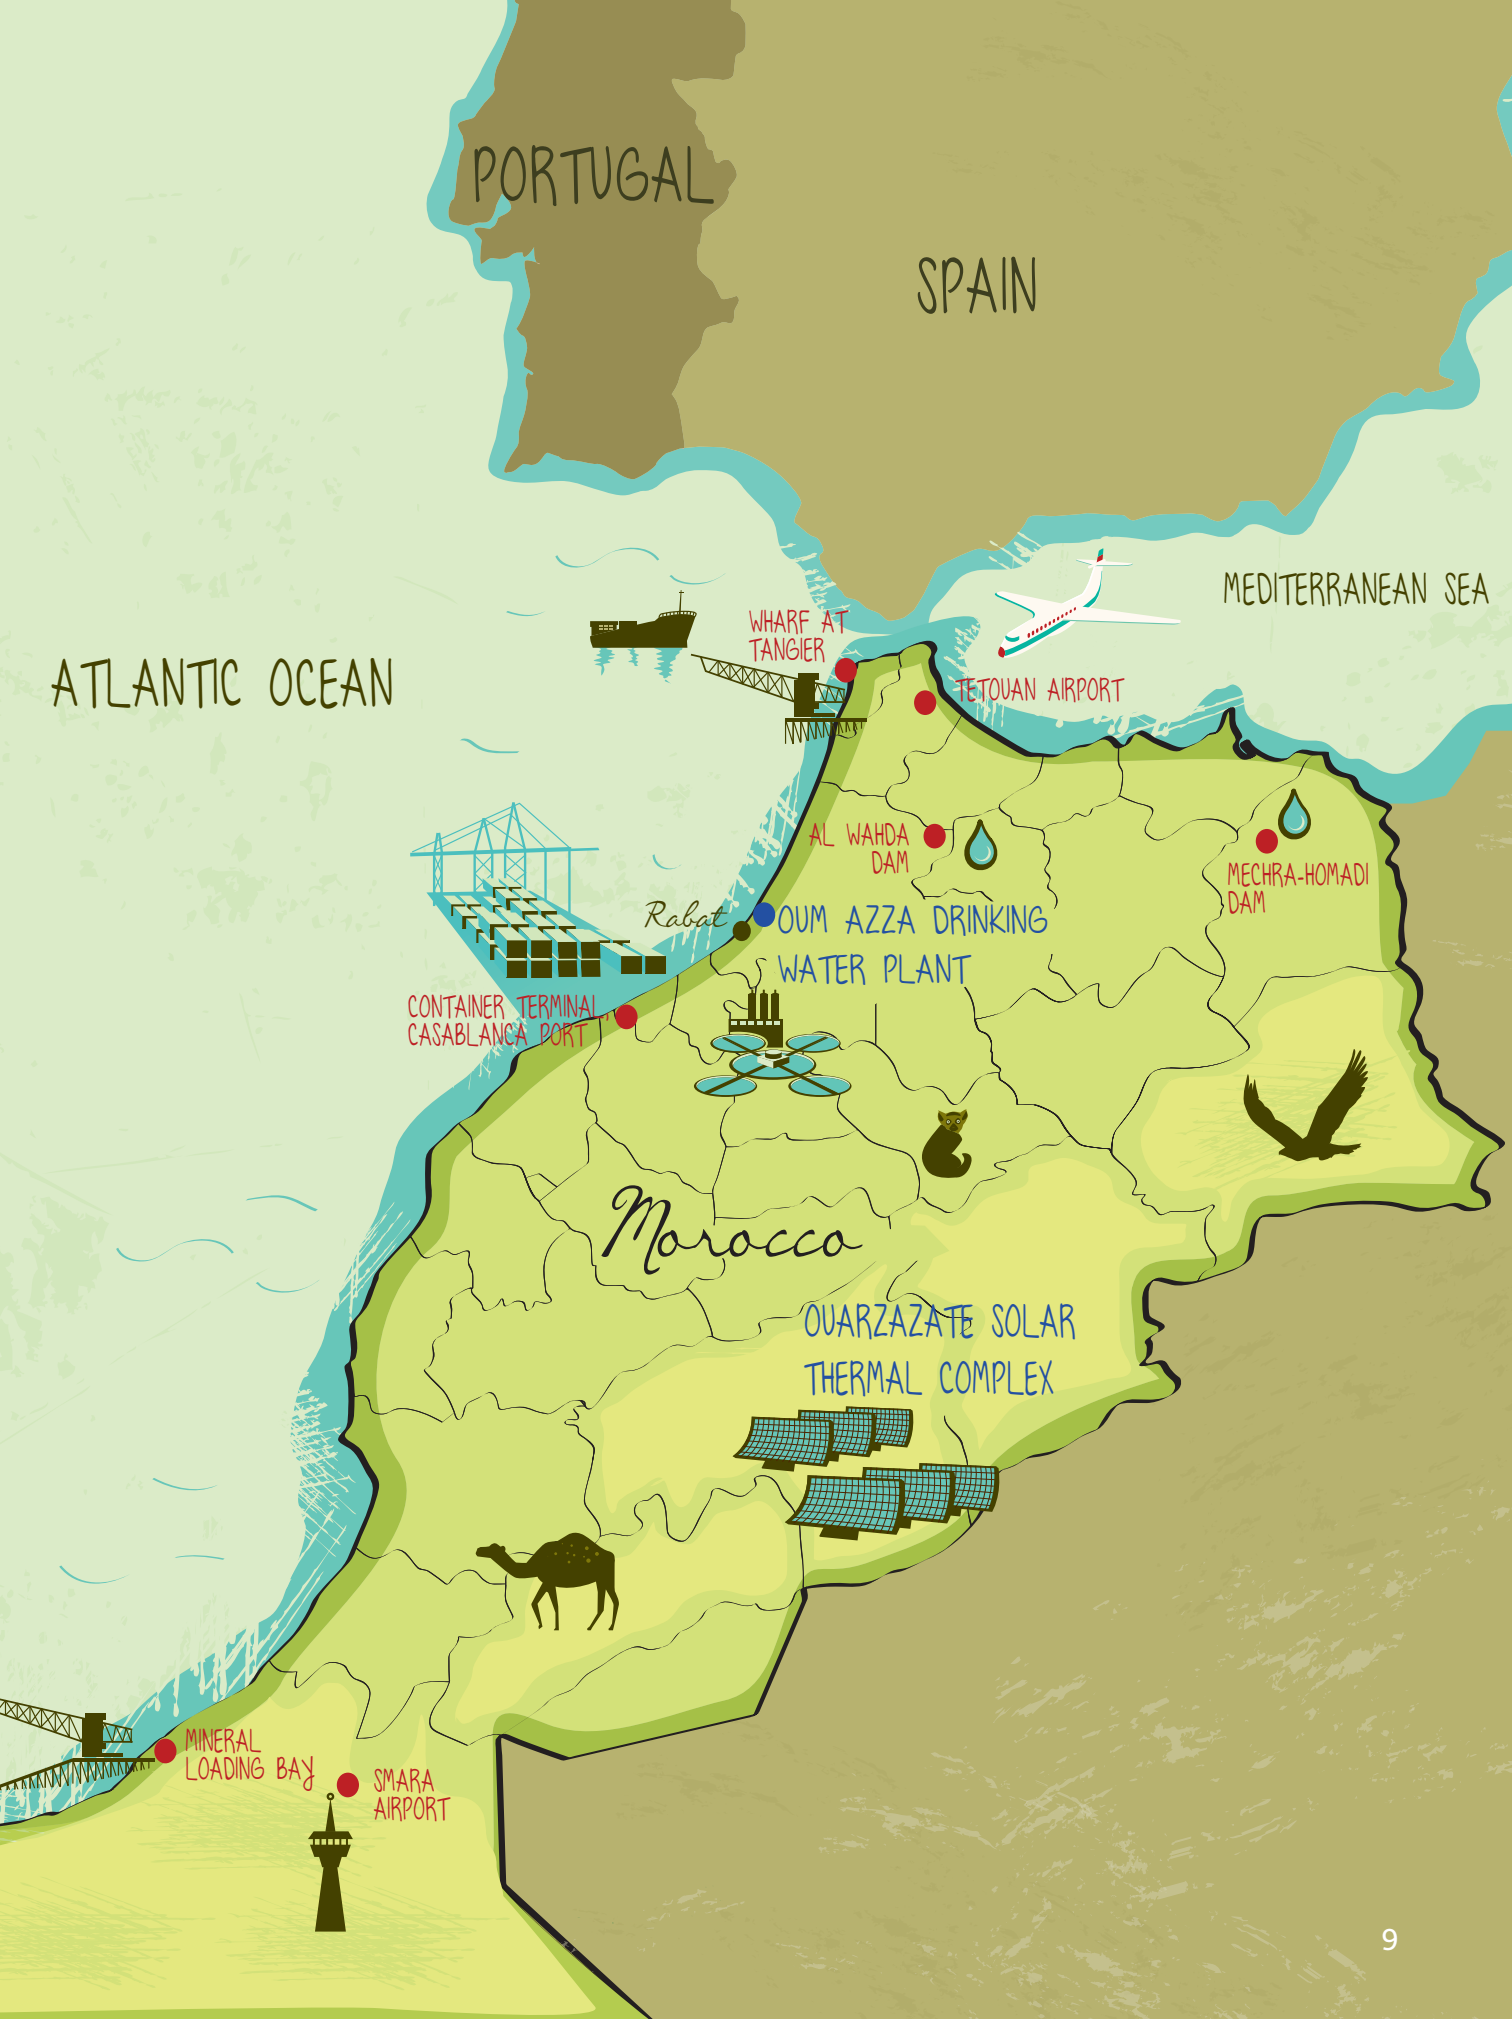 PORTUGAL
SPAIN
MEDITERRANEAN SEA
WHARF AT
TANGIER
ATLANTIC OCEAN
TETOUAN AIRPORT
AL WAHDA
DAM
MECHRA-HOMADI
DAM
Rabat
OUM AZZA DRINKING
WATER PLANT
CONTAINER TERMINAL,
CASABLANCA PORT
Morocco
OUARZAZATE SOLAR
THERMAL COMPLEX
MINERAL
LOADING BAY
SMARA
AIRPORT
9